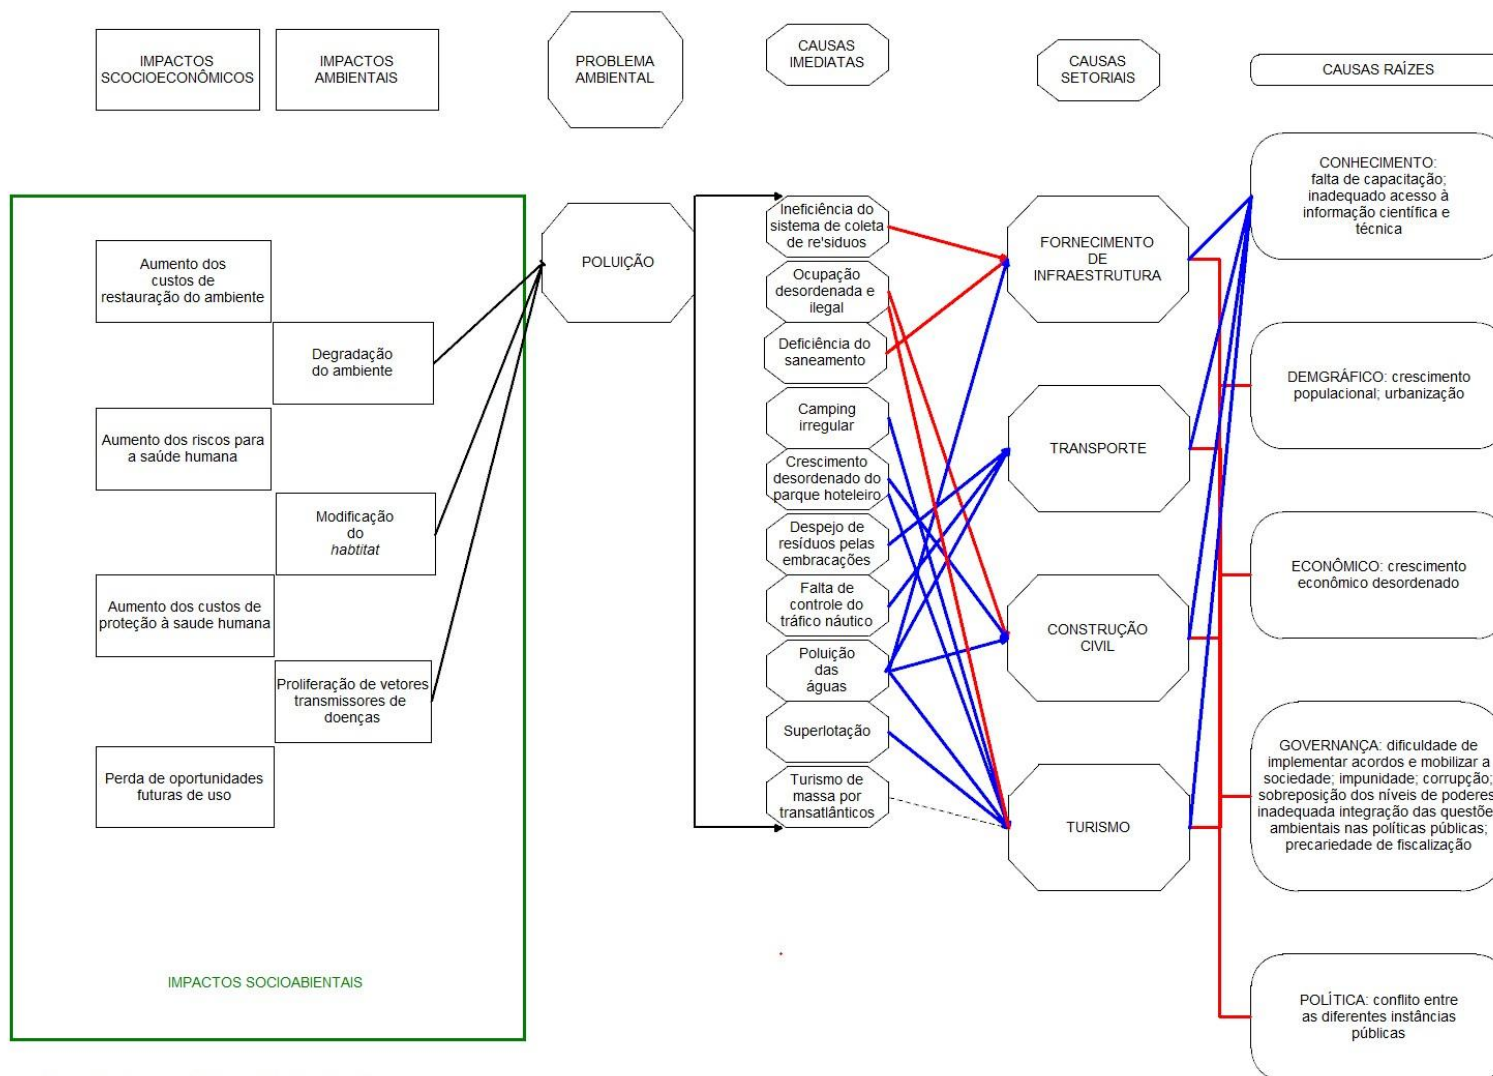 IMPACTOS
SCOCIOECONÔMICOS
IMPACTOS
AMBIENTAIS
PROBLEMA
AMBIENTAL
CAUSAS
IMEDIATAS
CAUSAS
SETORIAIS
CAUSAS RAÍZES
Aumento dos
custos de
restauração do ambiente
Degradação
do ambiente
Aumento dos riscos para
a saúde humana
Modificação
do
habtitat
Aumento dos custos de
proteção à saude humana
Proliferação de vetores
transmissores de
doenças
Perda de oportunidades
futuras de uso
IMPACTOS SOCIOABIENTAIS
POLUIÇÃO
Ineficiência do
sistema de coleta
de re'siduos
Ocupação
desordenada e
ilegal
Deficiência do
saneamento
Camping
irregular
Crescimento
desordenado do
parque hoteleiro
Despejo de
resíduos pelas
embracações
Falta de
controle do
tráfico náutico
Poluição
das
águas
Superlotação
Turismo de
massa por
transatlânticos
FORNECIMENTO
DE
INFRAESTRUTURA
TRANSPORTE
CONSTRUÇÃO
CIVIL
TURISMO
CONHECIMENTO:
falta de capacitação;
inadequado acesso à
informação científica e
técnica
DEMGRÁFICO: crescimento
populacional; urbanização
ECONÔMICO: crescimento
econômico desordenado
GOVERNANÇA: dificuldade de
implementar acordos e mobilizar a
sociedade; impunidade; corrupção;
sobreposição dos níveis de poderes
inadequada integração das questõe
ambientais nas políticas públicas;
precariedade de fiscalização
POLÍTICA: conflito entre
as diferentes instâncias
públicas